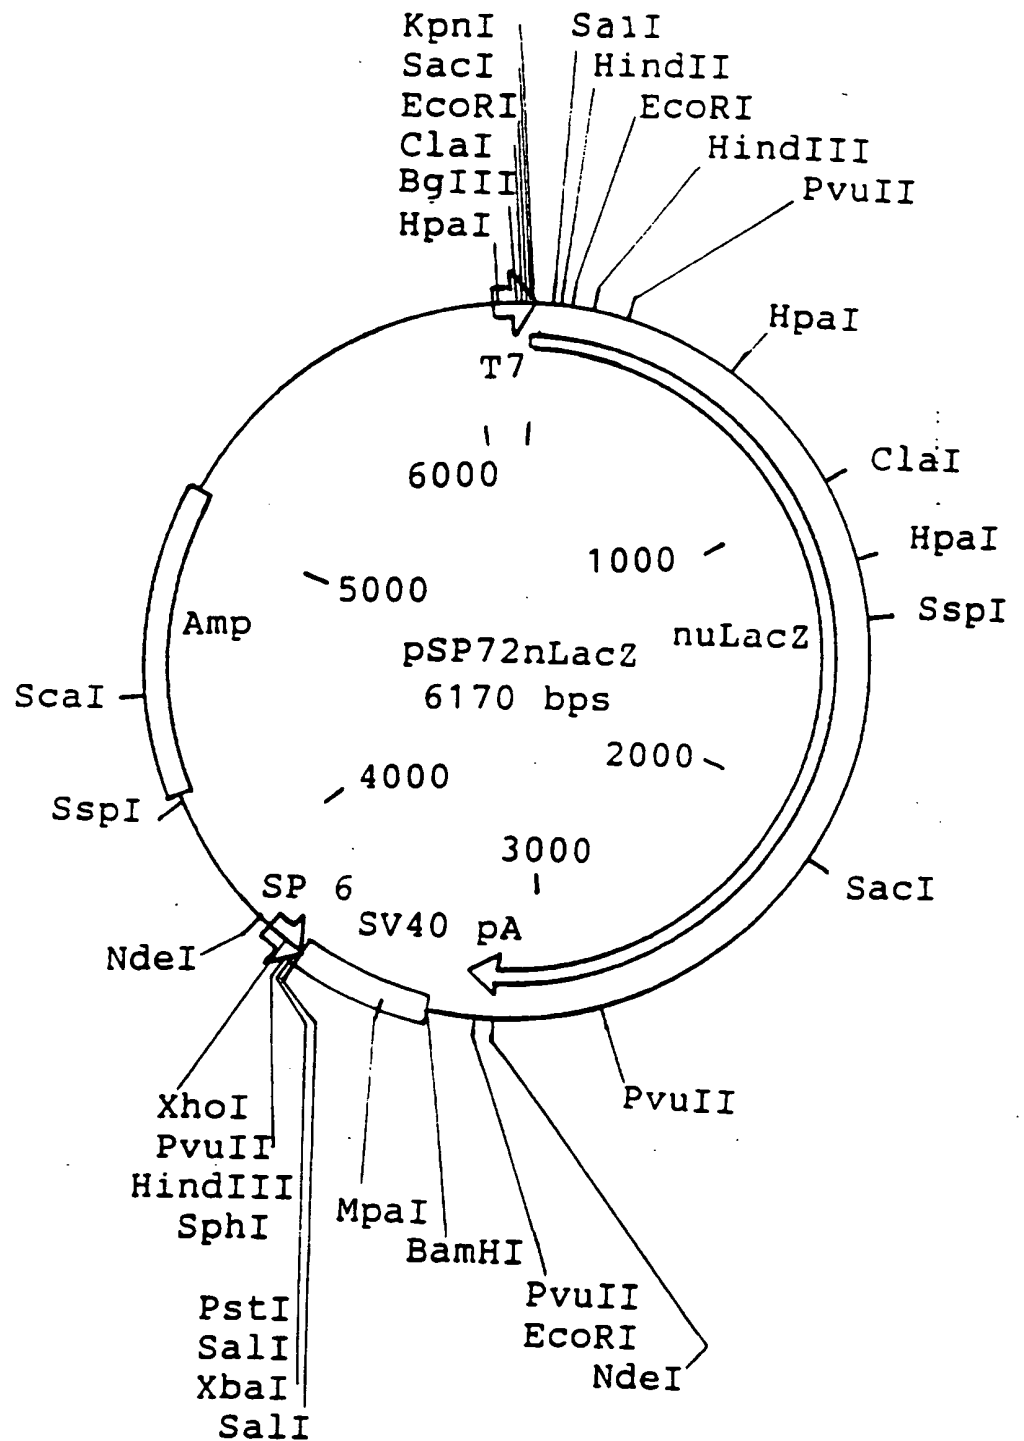 KpnI
SacI
EcoRI
ClaI
BgIII
HpaI
SalI
HindII
EcoRI
HindIII
PvuII
HpaI
ClaI
HpaI
SspI
SacI
PvuII
T7
6000
1000
5000
Amp
nuLacZ
pSP72nLacZ
6170 bps
ScaI
2000
4000
SspI
3000
SP 6
SV40 pA
NdeI
XhoI
PvuII
HindIII
SphI
MpaI
BamHI
PstI
SalI
XbaI
SalI
PvuII
EcoRI
NdeI